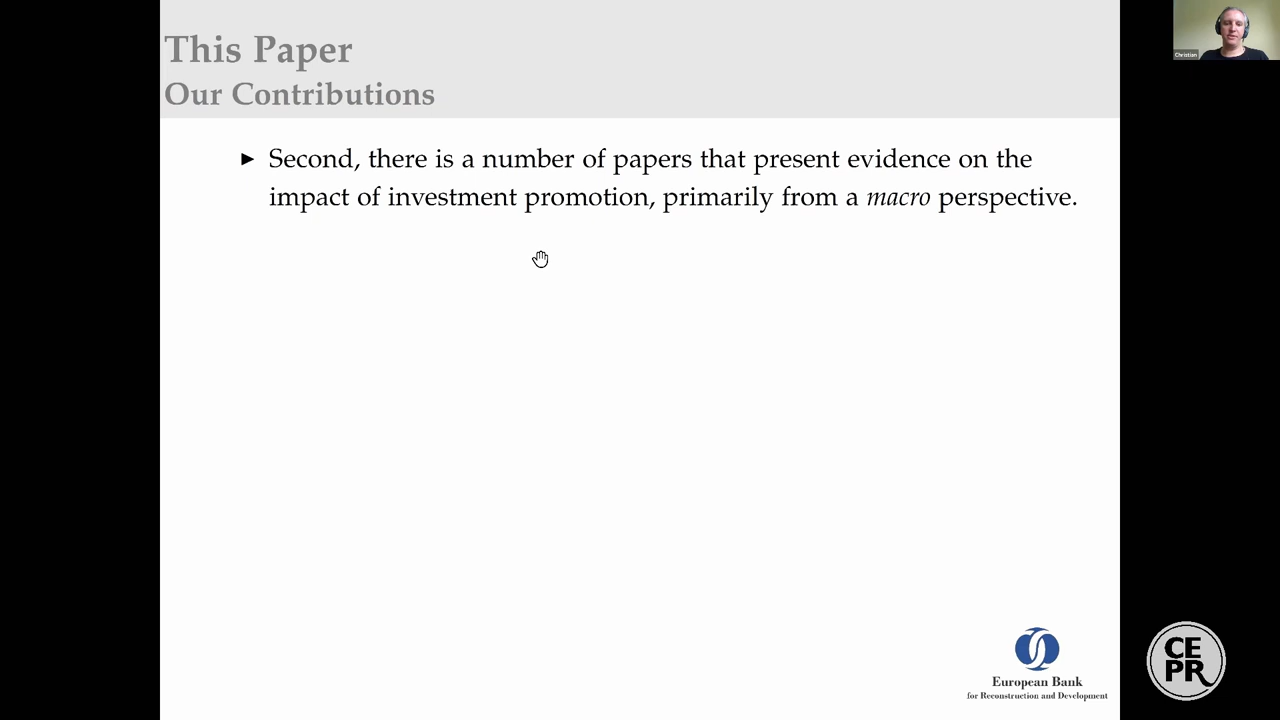 This Paper
Our Contributions
Christian
▶ Second, there is a number of papers that present evidence on the
impact of investment promotion, primarily from a macro perspective.
European Bank
for Reconstruction and Development
CE
PR